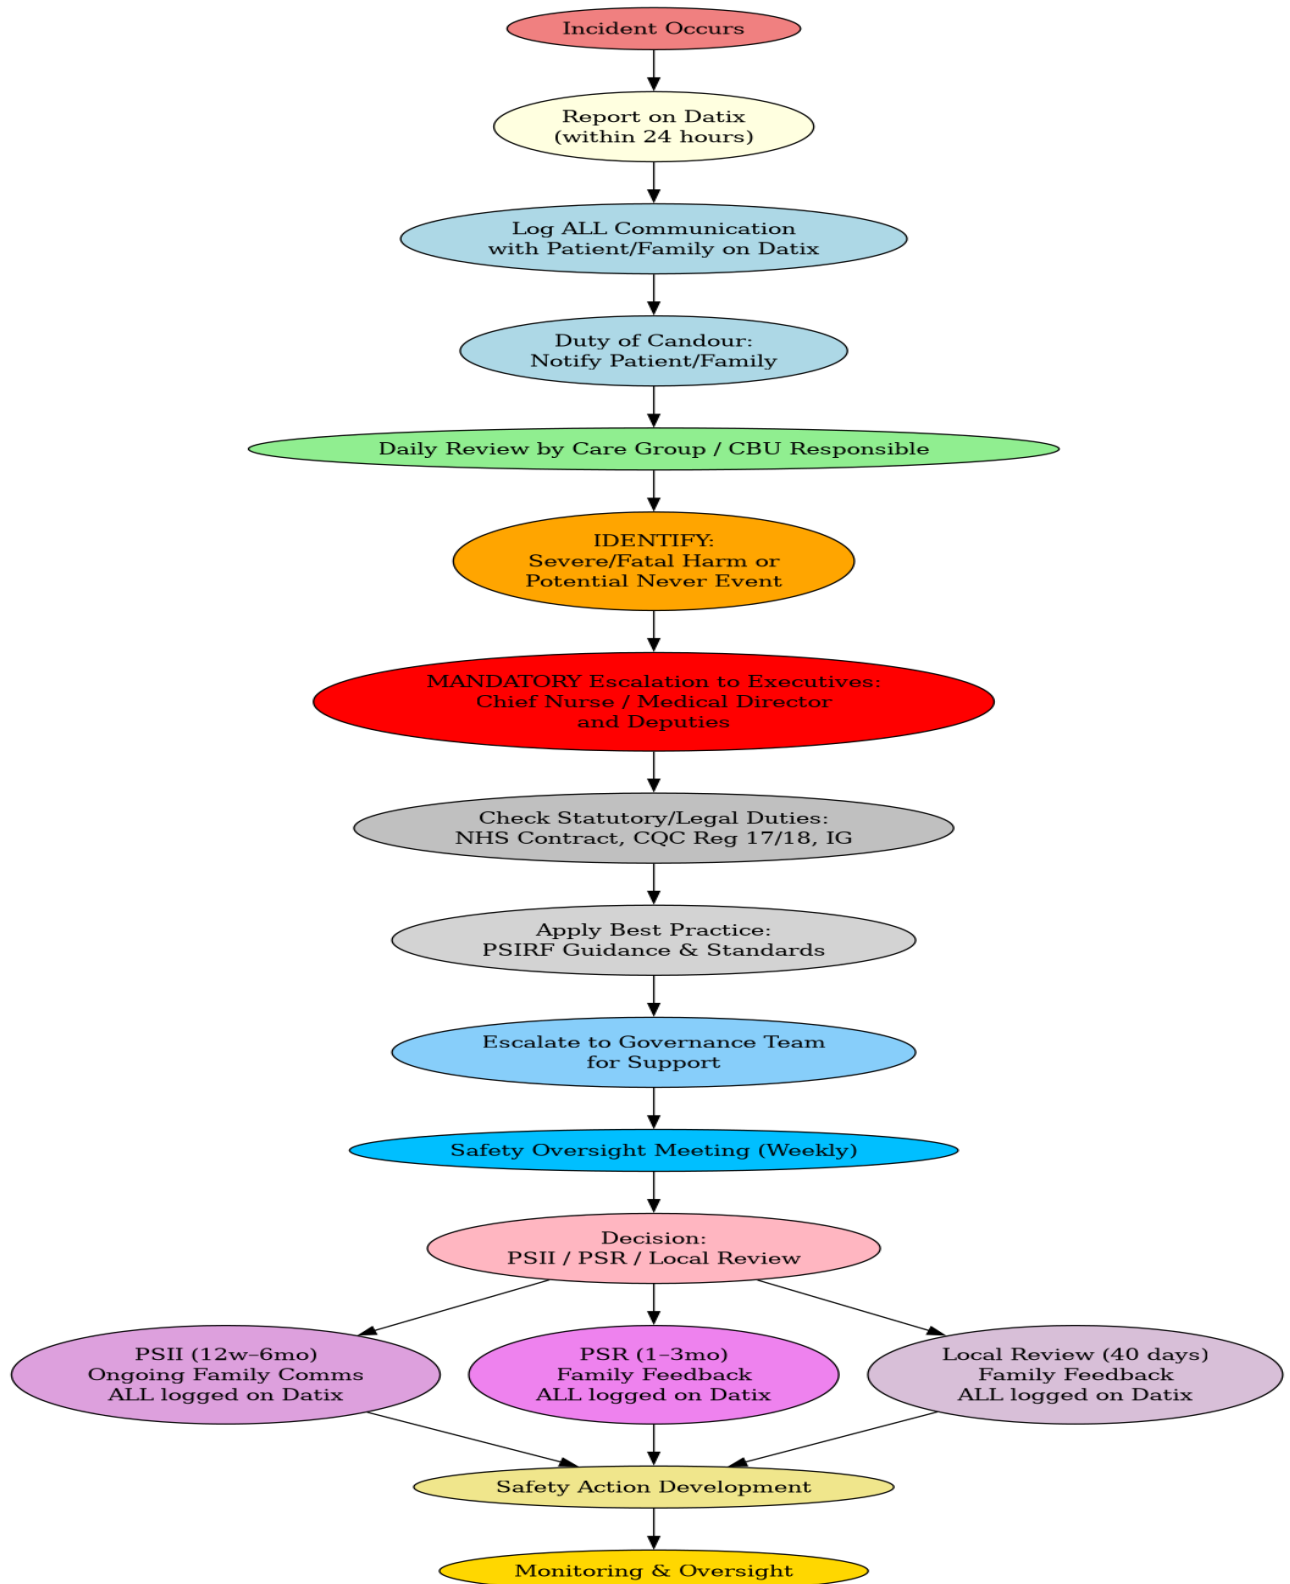 Incident Occurs
Report on Datix
(within 24 hours)
Log ALL Communication
with Patient/Family on Datix
Duty of Candour:
Notify Patient/Family
Daily Review by Care Group / CBU Responsible
IDENTIFY:
Severe/Fatal Harm or
Potential Never Event
MANDATORY Escalation to Executives:
Chief Nurse / Medical Director
and Deputies
Check Statutory/Legal Duties:
NHS Contract, CQC Reg 17/18, IG
Apply Best Practice:
PSIRF Guidance & Standards
Escalate to Governance Team
for Support
Safety Oversight Meeting (Weekly)
Decision:
PSII / PSR / Local Review
PSII (12w–6mo)
Ongoing Family Comms
ALL logged on Datix
PSR (1–3mo)
Family Feedback
ALL logged on Datix
Local Review (40 days)
Family Feedback
ALL logged on Datix
Safety Action Development
Monitoring & Oversight